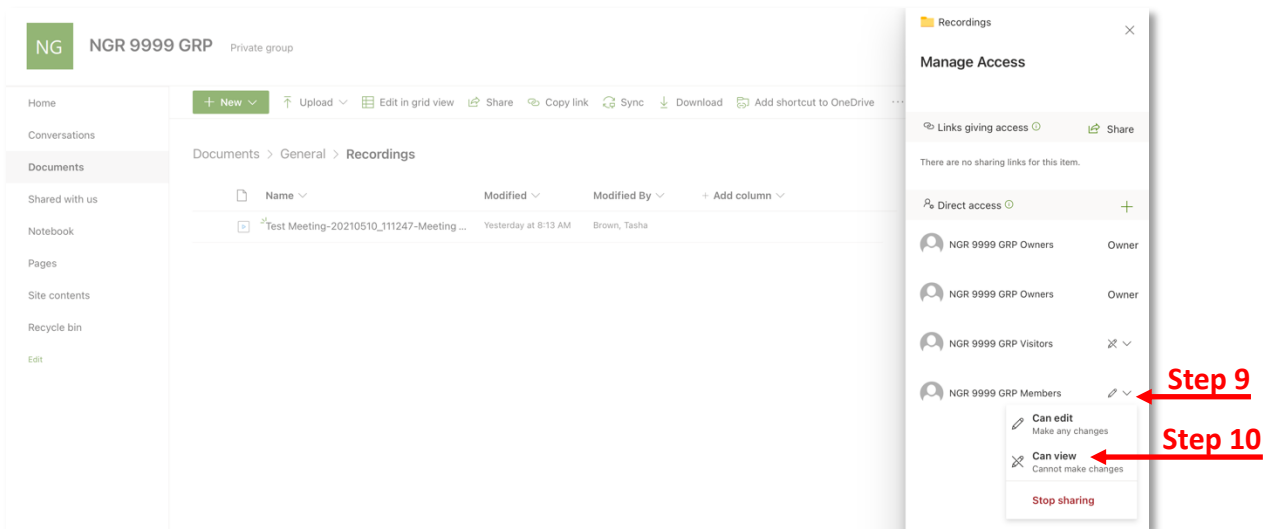 NG NGR 9999 GRP Private group
Home
Conversations
Documents
Shared with us
Notebook
Pages
Site contents
Recycle bin
Edit
+ New Upload Edit in grid view Share Copy link Sync Download Add shortcut to OneDrive ...
Documents > General > Recordings
Name Modified Modified By + Add column
Test Meeting-20210510_111247-Meeting ... Yesterday at 8:13 AM Brown, Tasha
Recordings
Manage Access
Links giving access Share
There are no sharing links for this item.
Direct access
NGR 9999 GRP Owners Owner
NGR 9999 GRP Owners Owner
NGR 9999 GRP Visitors
NGR 9999 GRP Members
Step 9
Can edit
Make any changes
Can view
Cannot make changes
Step 10
Stop sharing